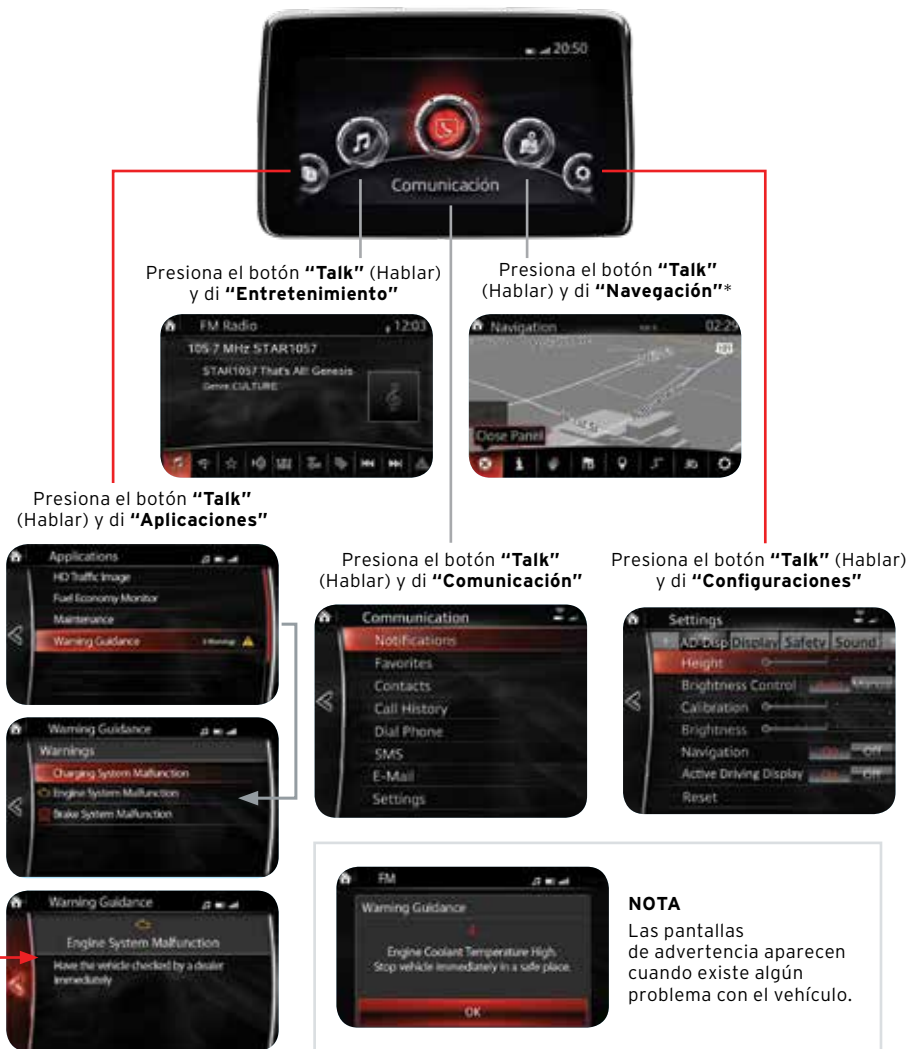 20:50
Comunicación
Presiona el botón “Talk” (Hablar)
y di “Entretenimiento”
Presiona el botón “Talk”
(Hablar) y di “Navegación”*
FM Radio 12:03
105.7 MHz STAR1057
STAR1057 That's All! Genesis
Genre: CULTURE
Navigation 02:29
101
Close Panel
Presiona el botón “Talk”
(Hablar) y di “Aplicaciones”
Applications
HD Traffic Image
Fuel Economy Monitor
Maintenance
Warning Guidance
Warning Guidance
Warnings
Charging System Malfunction
Engine System Malfunction
Brake System Malfunction
Warning Guidance
Engine System Malfunction
Have the vehicle checked by a dealer
immediately
Presiona el botón “Talk”
(Hablar) y di “Comunicación”
Communication
Notifications
Favorites
Contacts
Call History
Dial Phone
SMS
E-Mail
Settings
Presiona el botón “Talk” (Hablar)
y di “Configuraciones”
Settings
AD-Disp Display Safety Sound
Height
Brightness Control
Calibration
Brightness
Navigation On Off
Active Driving Display On Off
Reset
FM
Warning Guidance
Engine Coolant Temperature High.
Stop vehicle immediately in a safe place.
OK
NOTA
Las pantallas
de advertencia aparecen
cuando existe algún
problema con el vehículo.